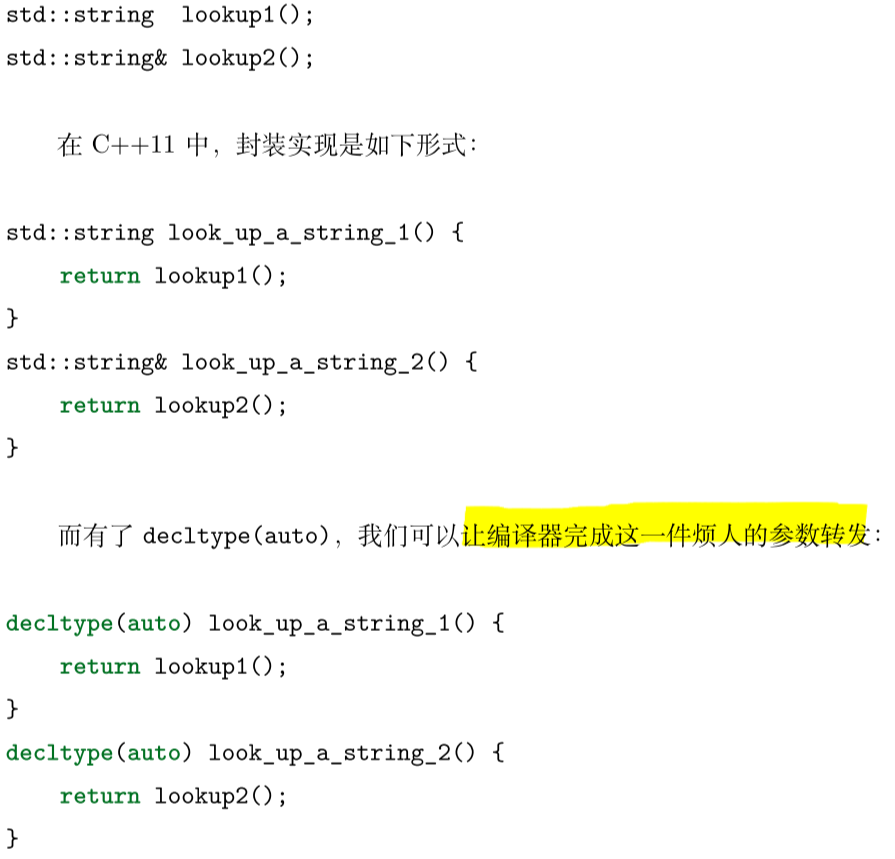 std::string  lookup1();
std::string& lookup2();
在 C++11 中，封装实现是如下形式：
std::string look_up_a_string_1() {
    return lookup1();
}
std::string& look_up_a_string_2() {
    return lookup2();
}
而有了 decltype(auto)，我们可以让编译器完成这一件烦人的参数转发：
decltype(auto) look_up_a_string_1() {
    return lookup1();
}
decltype(auto) look_up_a_string_2() {
    return lookup2();
}